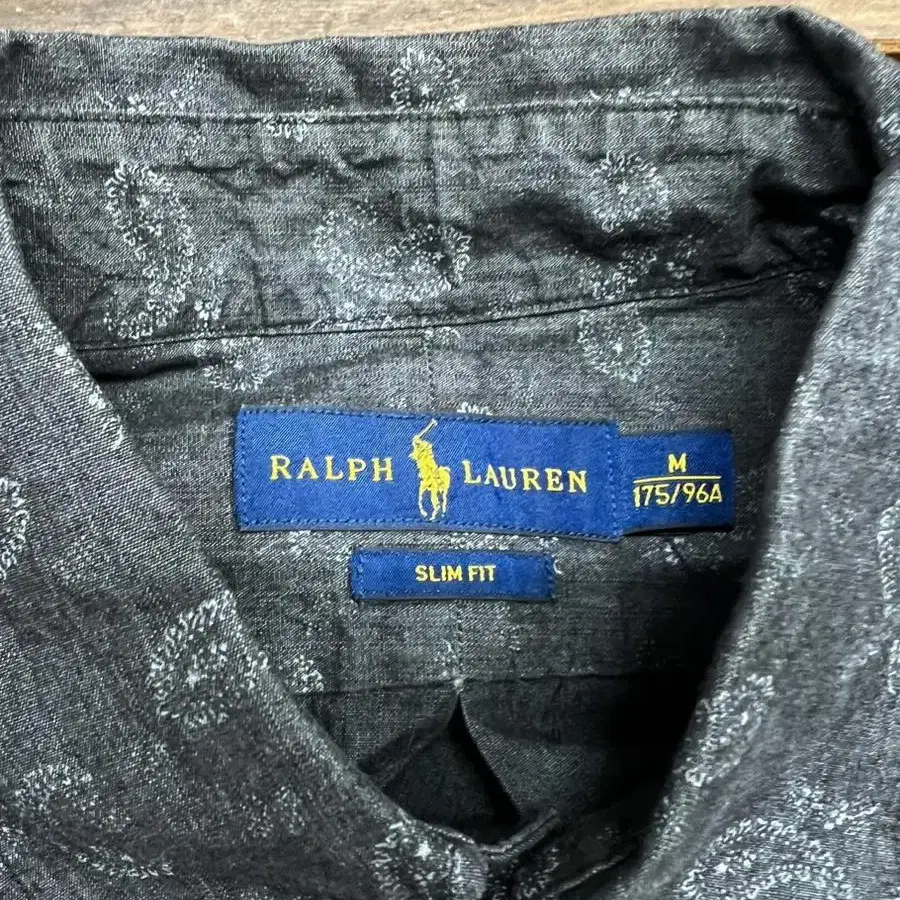 RALPH LAUREN
M
175/96A
SLIM FIT